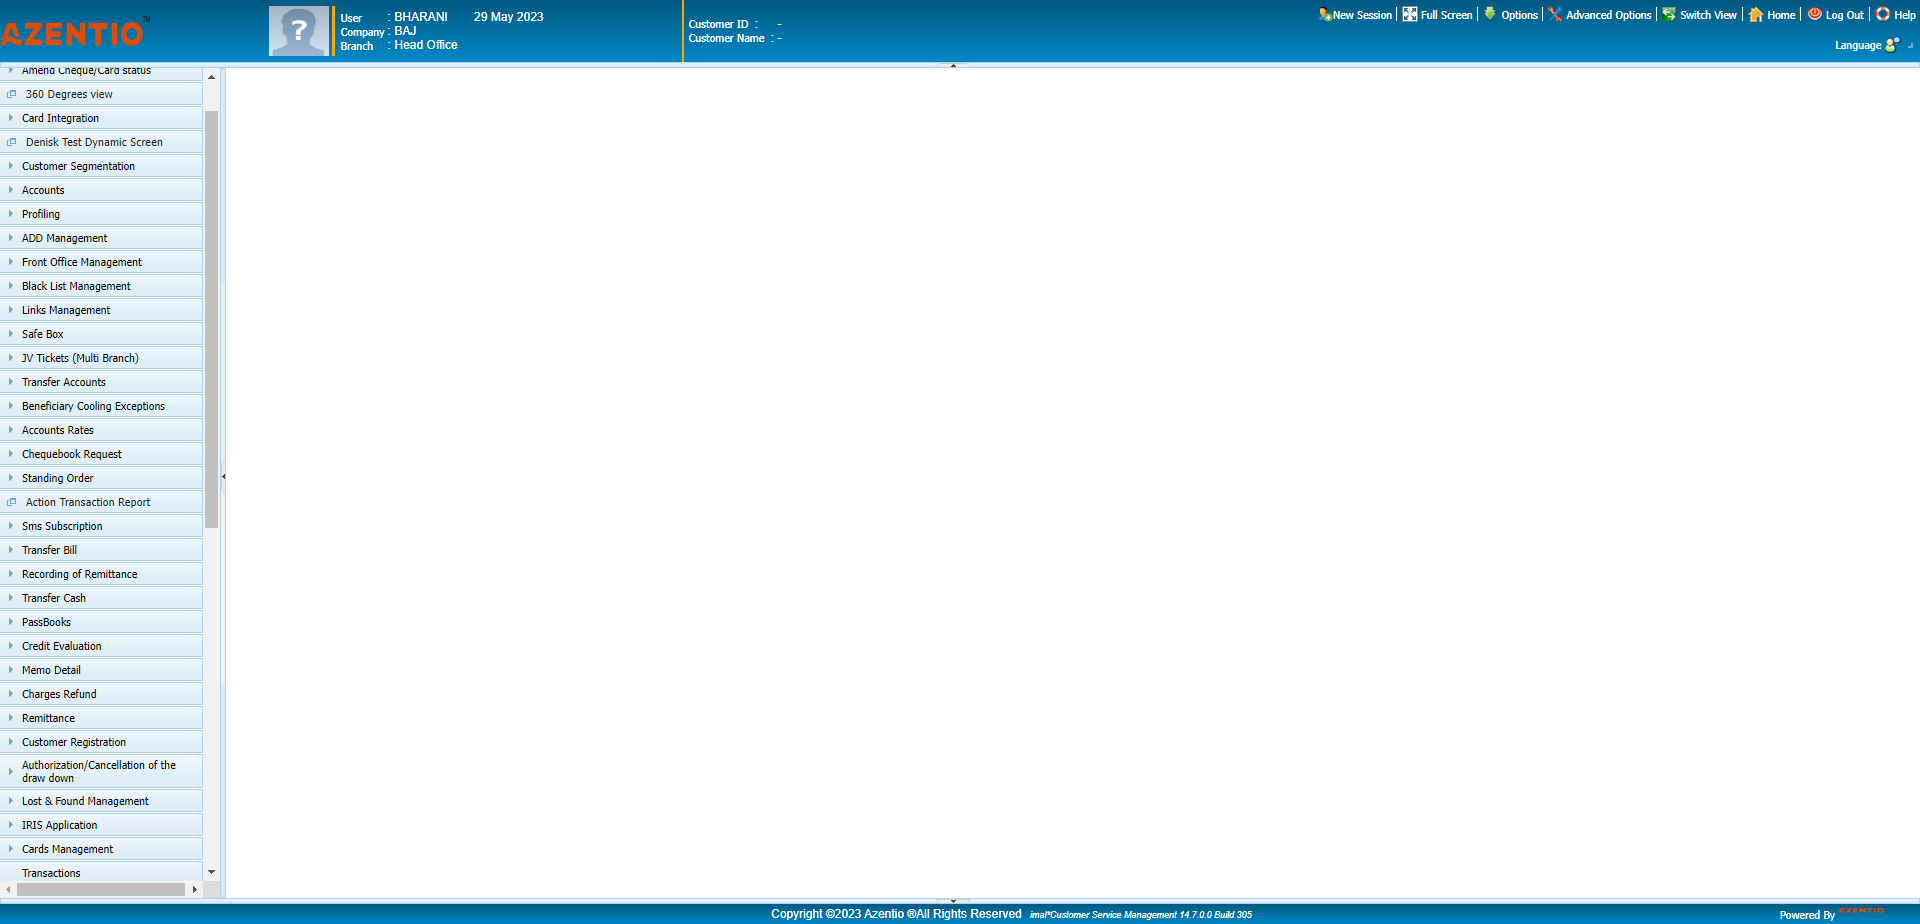 AZENTIO™
User : BHARANI 29 May 2023
Company : BAJ
Branch : Head Office
Customer ID : -
Customer Name : -
New Session | Full Screen | Options | Advanced Options | Switch View | Home | Log Out | Help
Language
Amend Cheque/Card status
360 Degrees view
Card Integration
Denisk Test Dynamic Screen
Customer Segmentation
Accounts
Profiling
ADD Management
Front Office Management
Black List Management
Links Management
Safe Box
JV Tickets (Multi Branch)
Transfer Accounts
Beneficiary Cooling Exceptions
Accounts Rates
Chequebook Request
Standing Order
Action Transaction Report
Sms Subscription
Transfer Bill
Recording of Remittance
Transfer Cash
PassBooks
Credit Evaluation
Memo Detail
Charges Refund
Remittance
Customer Registration
Authorization/Cancellation of the
draw down
Lost & Found Management
IRIS Application
Cards Management
Transactions
Copyright ©2023 Azentio ®All Rights Reserved imal*Customer Service Management 14.7.0.0 Build 305
Powered By AZENTIO